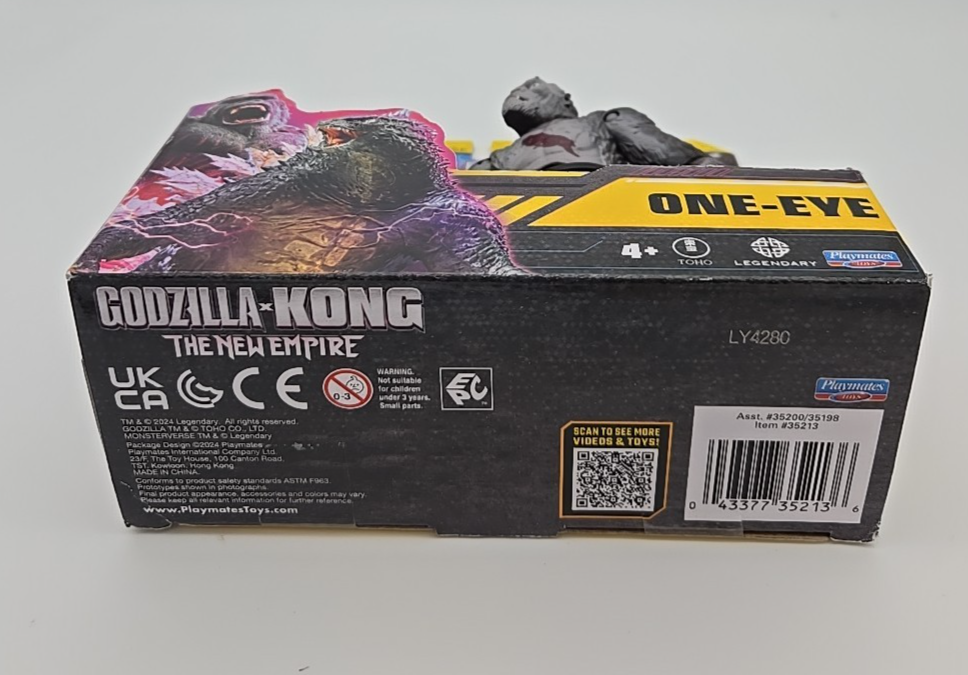 ONE-EYE
4+
TOHO
LEGENDARY
Playmates
TOYS
GODZILLA x KONG
THE NEW EMPIRE
LY4280
UK
CA
CE
0-3
WARNING.
Not suitable
for children
under 3 years.
Small parts.
EPC
TM & © 2024 Legendary. All rights reserved.
GODZILLA TM & © TOHO CO., LTD.
MONSTERVERSE TM & © Legendary
Package Design ©2024 Playmates
Playmates International Company Ltd.
23/F, The Toy House, 100 Canton Road,
TST, Kowloon, Hong Kong
MADE IN CHINA.
Conforms to product safety standards ASTM F963.
Prototypes shown in photographs.
Final product appearance, accessories and colors may vary.
Please keep all relevant information for further reference.
www.PlaymatesToys.com
SCAN TO SEE MORE
VIDEOS & TOYS!
Playmates
TOYS
Asst. #35200/35198
Item #35213
0 43377 35213 6